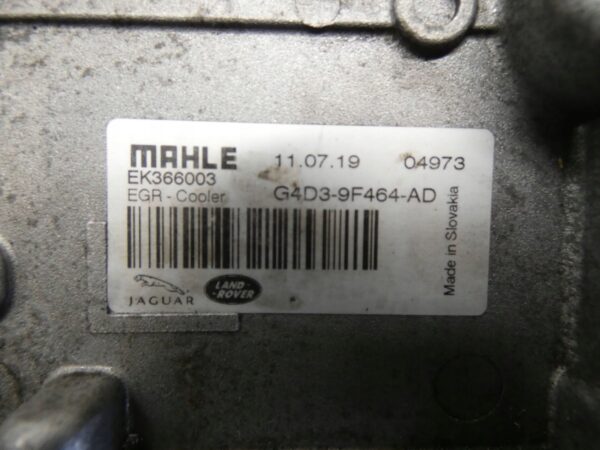 MAHLE 11.07.19 04973
EK366003
EGR - Cooler G4D3-9F464-AD
Made in Slovakia
JAGUAR LAND-ROVER